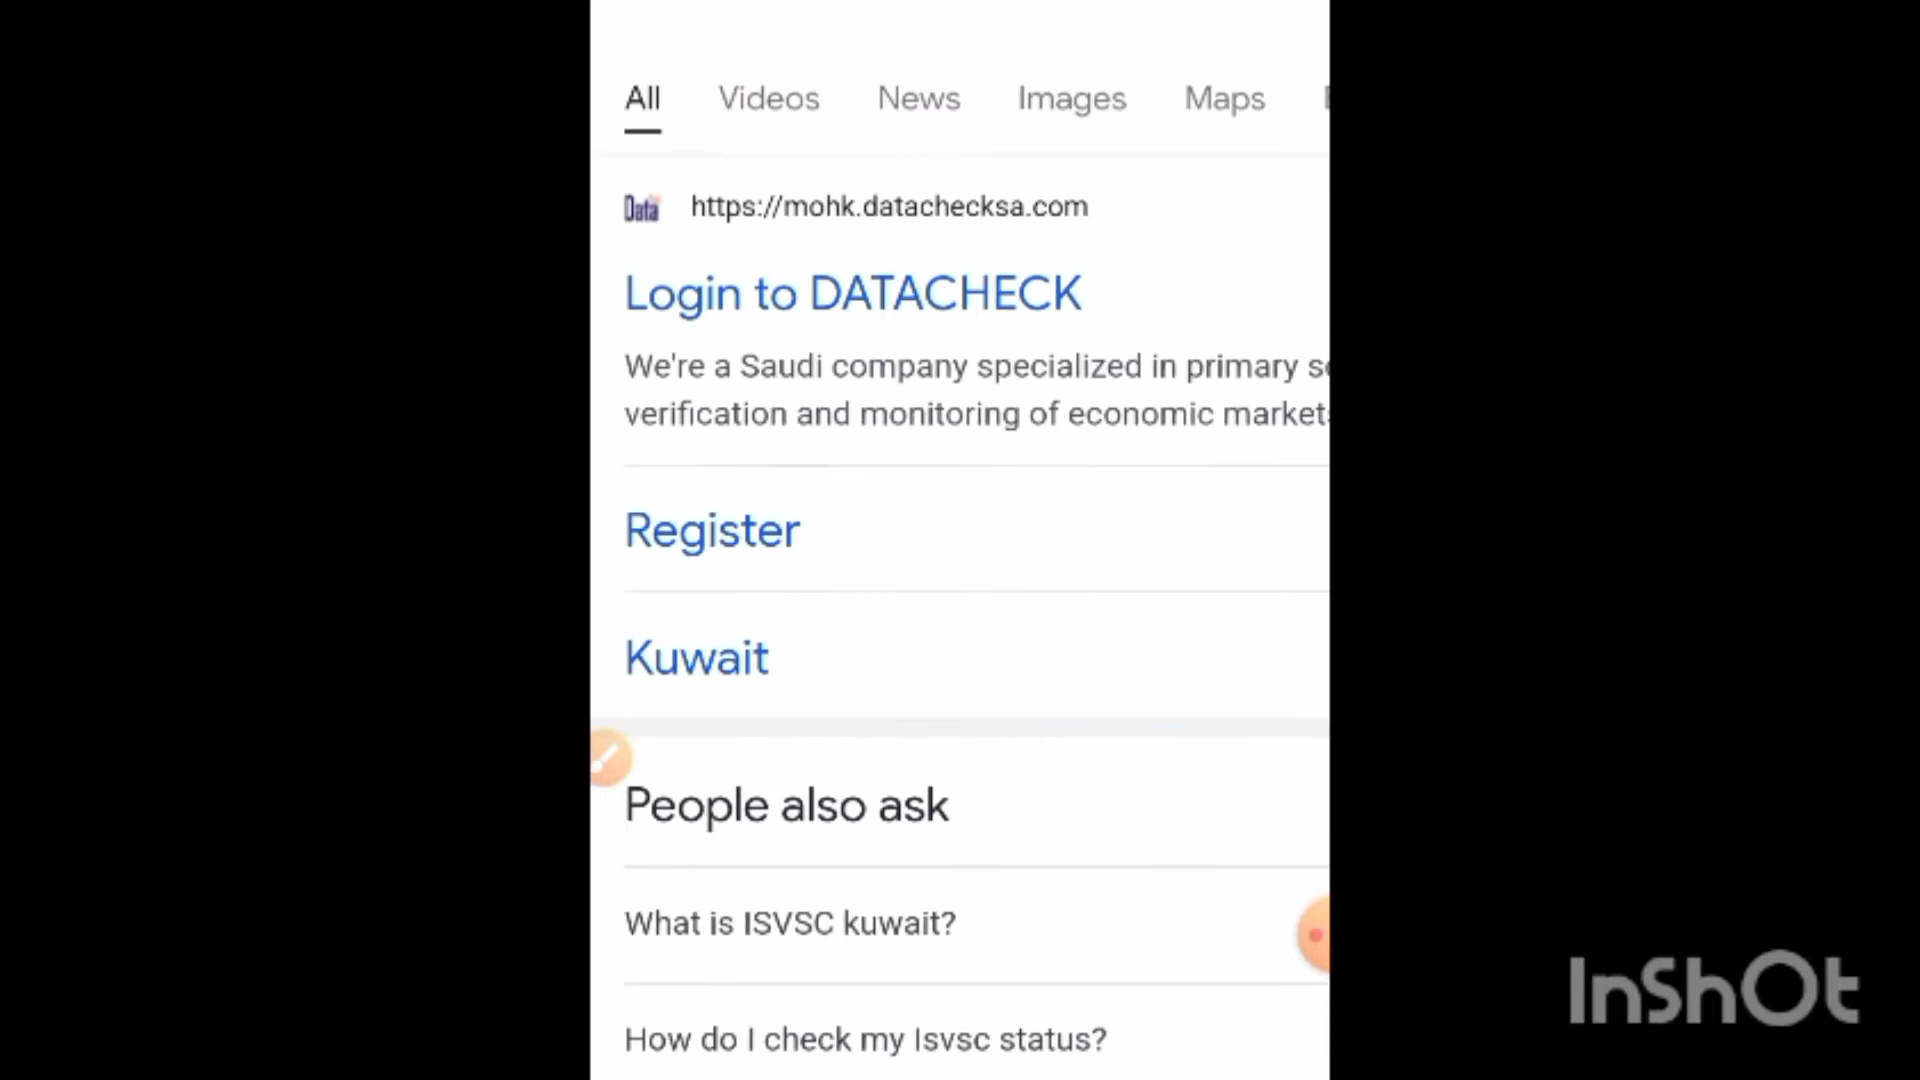 All Videos News Images Maps
Data
https://mohk.datachecksa.com
Login to DATACHECK
We're a Saudi company specialized in primary
verification and monitoring of economic markets
Register
Kuwait
People also ask
What is ISVSC kuwait?
How do I check my Isvsc status?
InShOt